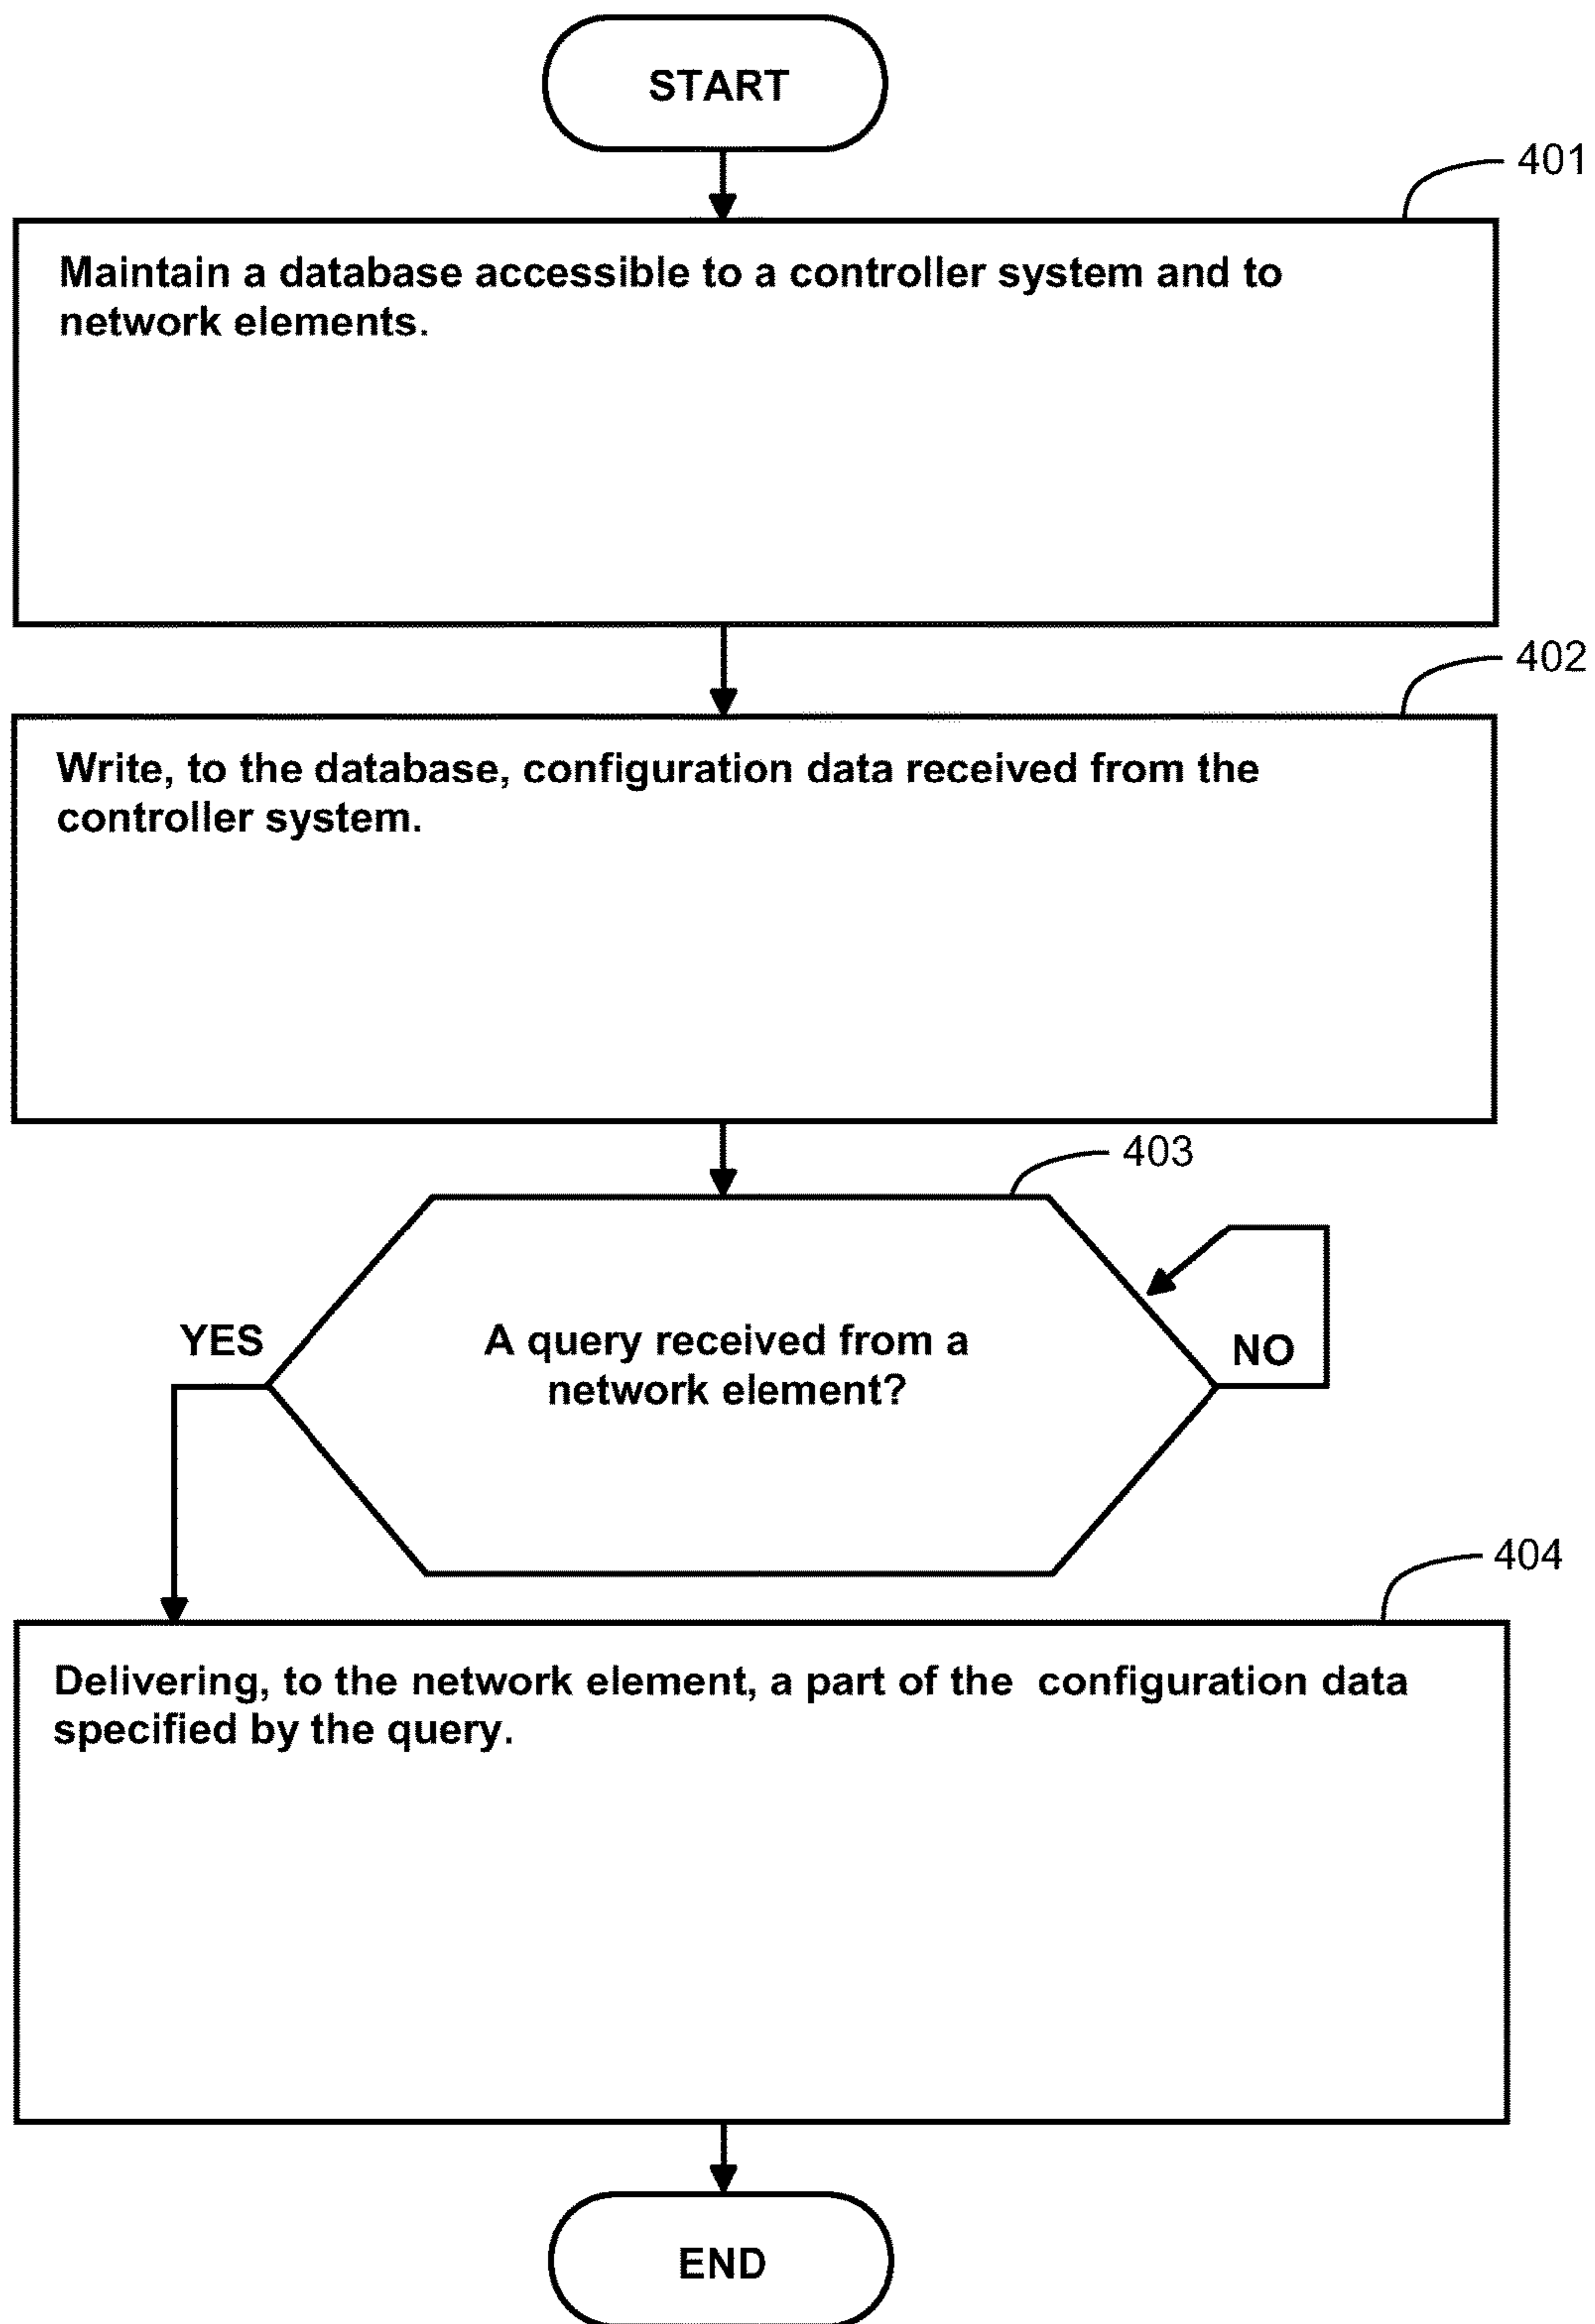 START
401
Maintain a database accessible to a controller system and to
network elements.
402
Write, to the database, configuration data received from the
controller system.
403
YES
A query received from a
network element?
NO
404
Delivering, to the network element, a part of the configuration data
specified by the query.
END